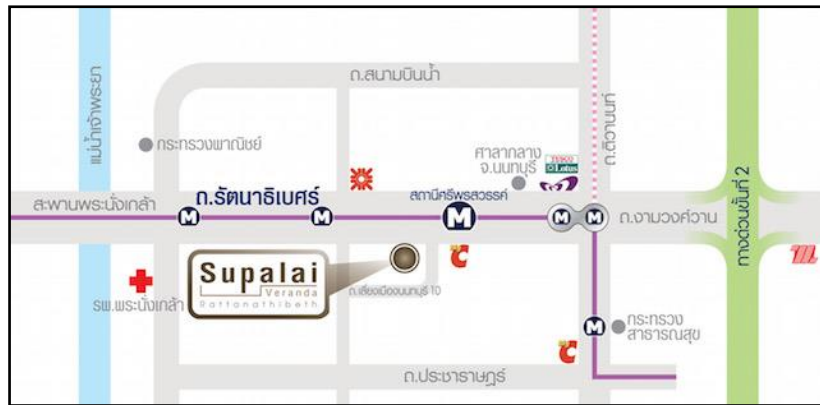 ถ.สนามบินน้ำ
แม่น้ำเจ้าพระยา
กระทรวงพาณิชย์
ศาลากลาง
จ.นนทบุรี
TESCO
Lotus
ถ.ติวานนท์
สะพานพระนั่งเกล้า
ถ.รัตนาธิเบศร์
สถานีศรีพรสวรรค์
M
M
M
M
M
ถ.งามวงศ์วาน
ทางด่วนขั้นที่ 2
Supalai
Veranda
Rattanathibeth
ถ.เลี่ยงเมืองนนทบุรี 10
รพ.พระนั่งเกล้า
M
กระทรวง
สาธารณสุข
ถ.ประชาราษฎร์